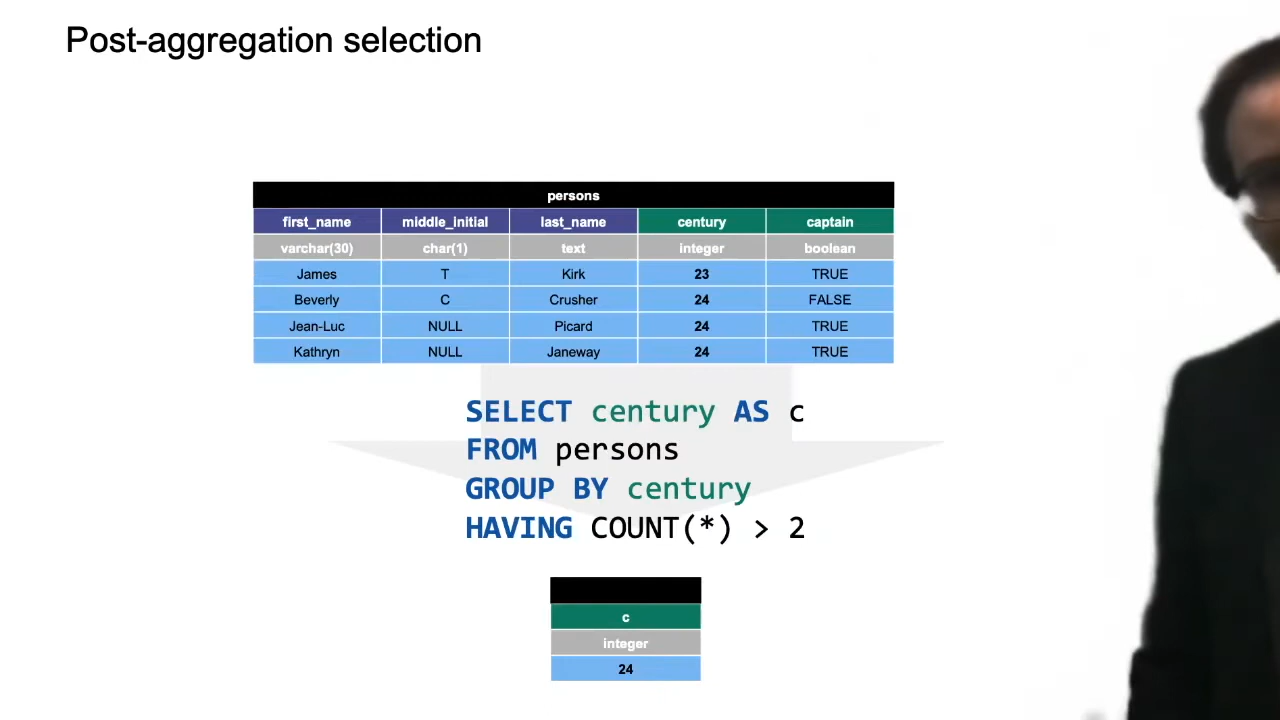 Post-aggregation selection
persons
first_name middle_initial last_name century captain
varchar(30) char(1) text integer boolean
James T Kirk 23 TRUE
Beverly C Crusher 24 FALSE
Jean-Luc NULL Picard 24 TRUE
Kathryn NULL Janeway 24 TRUE
SELECT century AS c
FROM persons
GROUP BY century
HAVING COUNT(*) > 2
c
integer
24